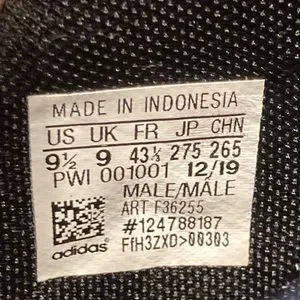 MADE IN INDONESIA
US UK FR JP CHN
9½ 9 43⅓ 275 265
PWI 001001 12/19
MALE/MALE
ART F36255
#124788187
adidas FfH3ZXD>00303